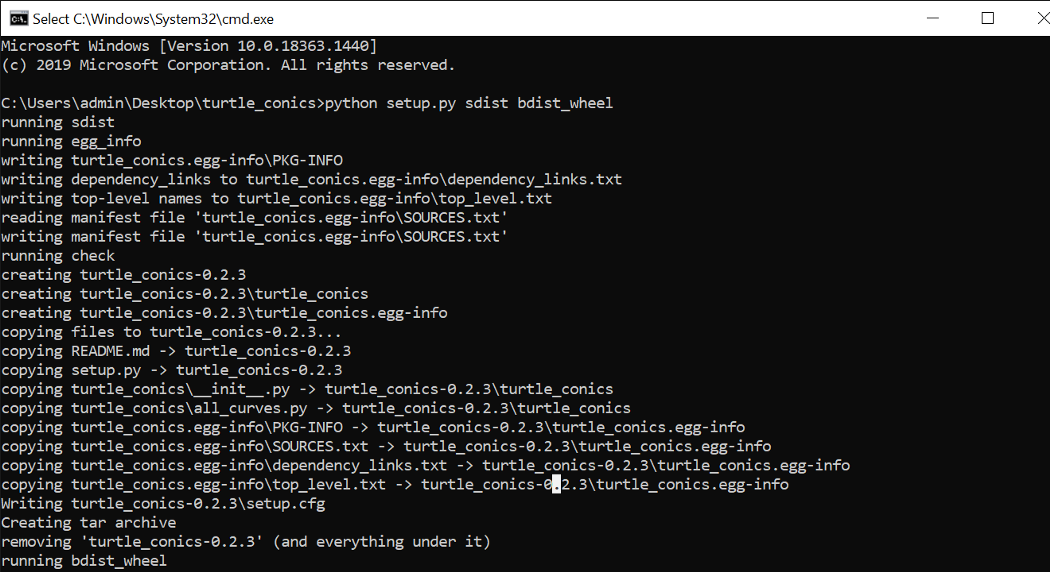 Select C:\Windows\System32\cmd.exe
Microsoft Windows [Version 10.0.18363.1440]
(c) 2019 Microsoft Corporation. All rights reserved.
C:\Users\admin\Desktop\turtle_conics>python setup.py sdist bdist_wheel
running sdist
running egg_info
writing turtle_conics.egg-info\PKG-INFO
writing dependency_links to turtle_conics.egg-info\dependency_links.txt
writing top-level names to turtle_conics.egg-info\top_level.txt
reading manifest file 'turtle_conics.egg-info\SOURCES.txt'
writing manifest file 'turtle_conics.egg-info\SOURCES.txt'
running check
creating turtle_conics-0.2.3
creating turtle_conics-0.2.3\turtle_conics
creating turtle_conics-0.2.3\turtle_conics.egg-info
copying files to turtle_conics-0.2.3...
copying README.md -> turtle_conics-0.2.3
copying setup.py -> turtle_conics-0.2.3
copying turtle_conics\__init__.py -> turtle_conics-0.2.3\turtle_conics
copying turtle_conics\all_curves.py -> turtle_conics-0.2.3\turtle_conics
copying turtle_conics.egg-info\PKG-INFO -> turtle_conics-0.2.3\turtle_conics.egg-info
copying turtle_conics.egg-info\SOURCES.txt -> turtle_conics-0.2.3\turtle_conics.egg-info
copying turtle_conics.egg-info\dependency_links.txt -> turtle_conics-0.2.3\turtle_conics.egg-info
copying turtle_conics.egg-info\top_level.txt -> turtle_conics-0.2.3\turtle_conics.egg-info
Writing turtle_conics-0.2.3\setup.cfg
Creating tar archive
removing 'turtle_conics-0.2.3' (and everything under it)
running bdist_wheel